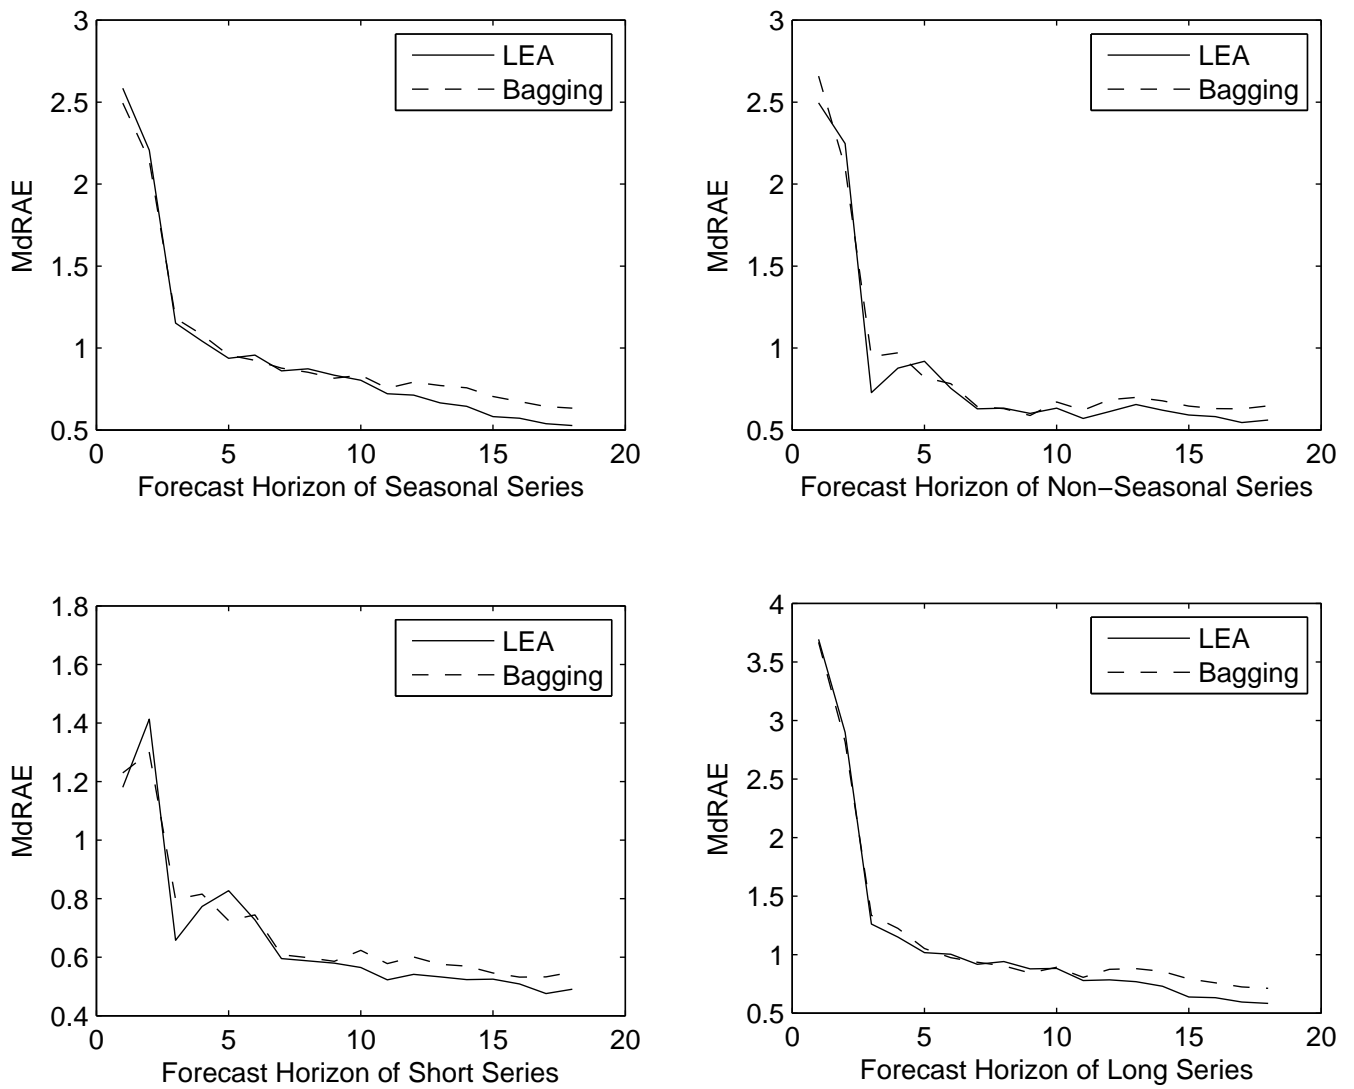 3
2.5
2
1.5
1
0.5
MdRAE
LEA
Bagging
0 5 10 15 20
Forecast Horizon of Seasonal Series
3
2.5
2
1.5
1
0.5
MdRAE
LEA
Bagging
0 5 10 15 20
Forecast Horizon of Non−Seasonal Series
1.8
1.6
1.4
1.2
1
0.8
0.6
0.4
MdRAE
LEA
Bagging
0 5 10 15 20
Forecast Horizon of Short Series
4
3.5
3
2.5
2
1.5
1
0.5
MdRAE
LEA
Bagging
0 5 10 15 20
Forecast Horizon of Long Series